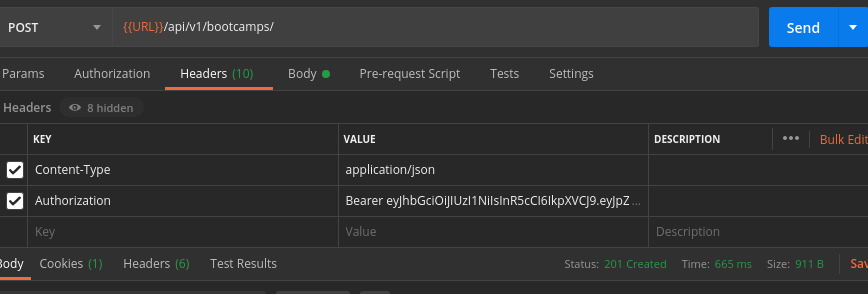 POST {{URL}}/api/v1/bootcamps/ Send
Params Authorization Headers (10) Body Pre-request Script Tests Settings
Headers 8 hidden
KEY VALUE DESCRIPTION ••• Bulk Edit
Content-Type application/json
Authorization Bearer eyJhbGciOiJIUzI1NiIsInR5cCI6IkpXVCJ9.eyJpZ ...
Key Value Description
Body Cookies (1) Headers (6) Test Results Status: 201 Created Time: 665 ms Size: 911 B Sav